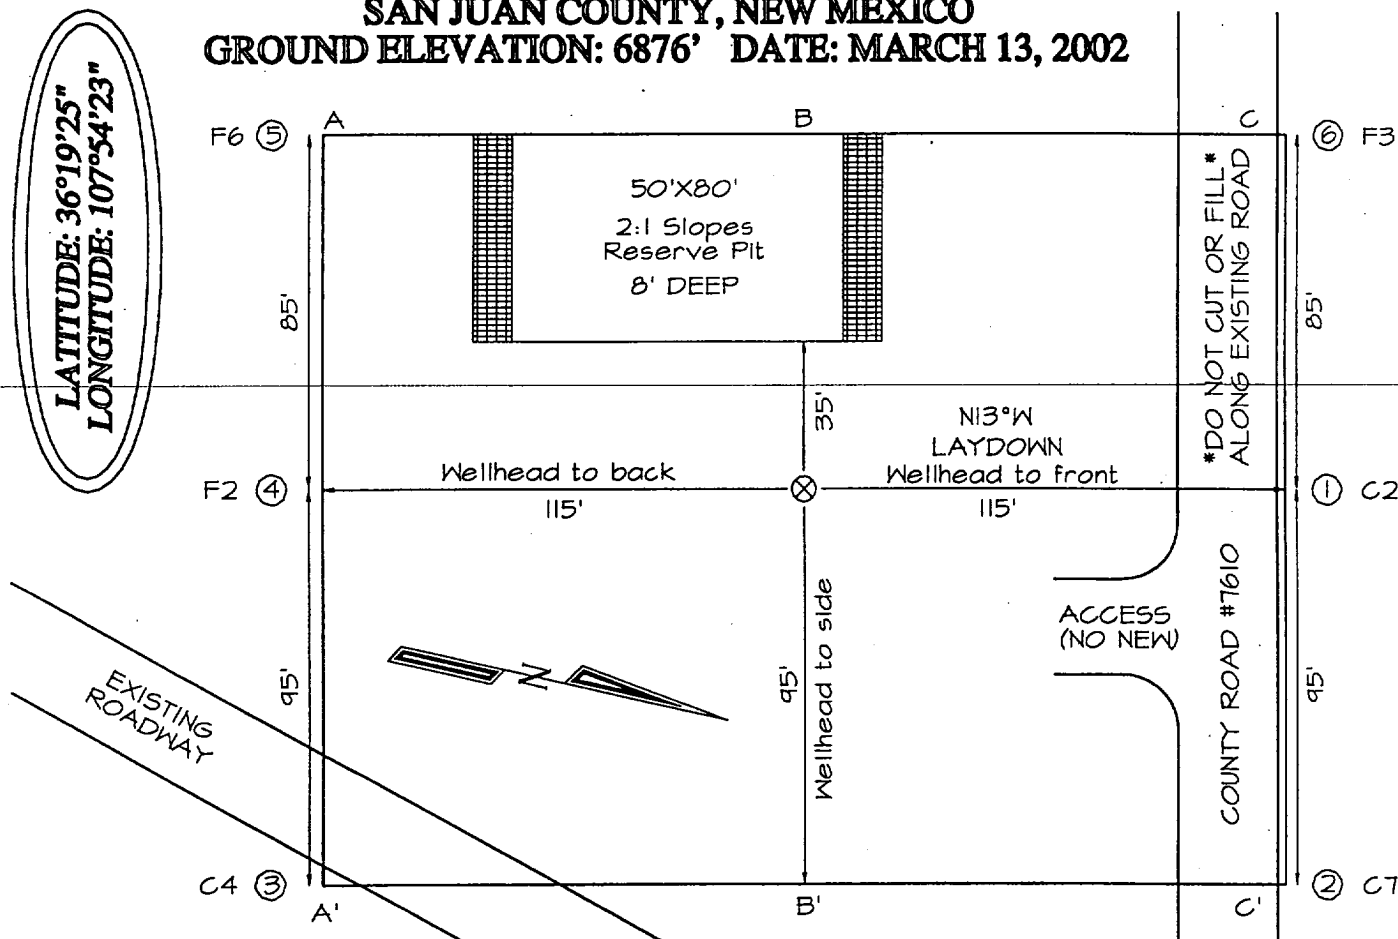 SAN JUAN COUNTY, NEW MEXICO
GROUND ELEVATION: 6876' DATE: MARCH 13, 2002
LATITUDE: 36°19'25"
LONGITUDE: 107°54'23"
A
B
C
F6 5
6 F3
50'X80'
2:1 Slopes
Reserve Pit
8' DEEP
85'
85'
*DO NOT CUT OR FILL*
ALONG EXISTING ROAD
35'
N13°W
LAYDOWN
Wellhead to back
Wellhead to front
F2 4
1 C2
115'
115'
Wellhead to side
95'
95'
95'
ACCESS
(NO NEW)
COUNTY ROAD #7610
N
EXISTING
ROADWAY
C4 3
2 C7
A'
B'
C'